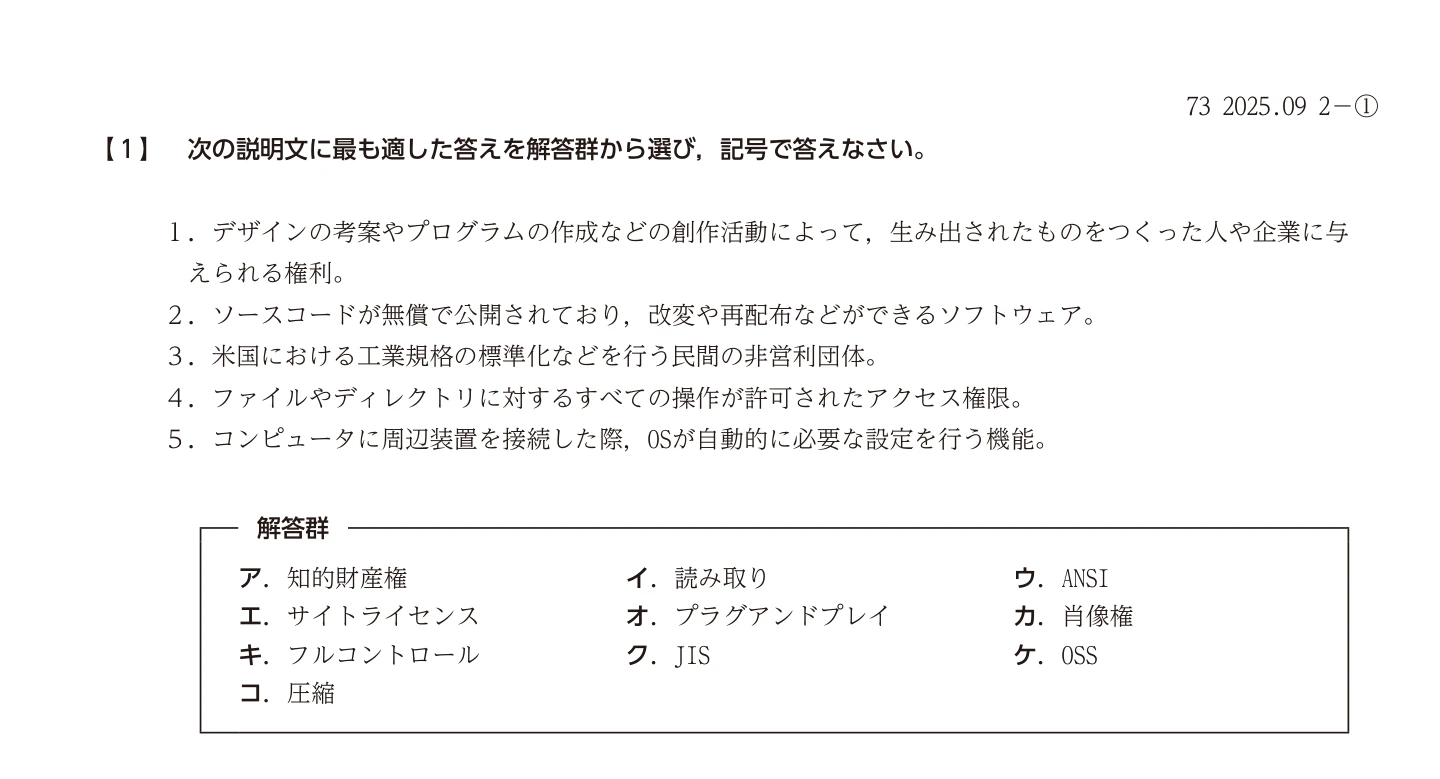 73 2025.09 2－①
【1】 次の説明文に最も適した答えを解答群から選び，記号で答えなさい。
１．デザインの考案やプログラムの作成などの創作活動によって，生み出されたものをつくった人や企業に与
えられる権利。
２．ソースコードが無償で公開されており，改変や再配布などができるソフトウェア。
３．米国における工業規格の標準化などを行う民間の非営利団体。
４．ファイルやディレクトリに対するすべての操作が許可されたアクセス権限。
５．コンピュータに周辺装置を接続した際，OSが自動的に必要な設定を行う機能。
解答群
ア．知的財産権 イ．読み取り ウ．ANSI
エ．サイトライセンス オ．プラグアンドプレイ カ．肖像権
キ．フルコントロール ク．JIS ケ．OSS
コ．圧縮